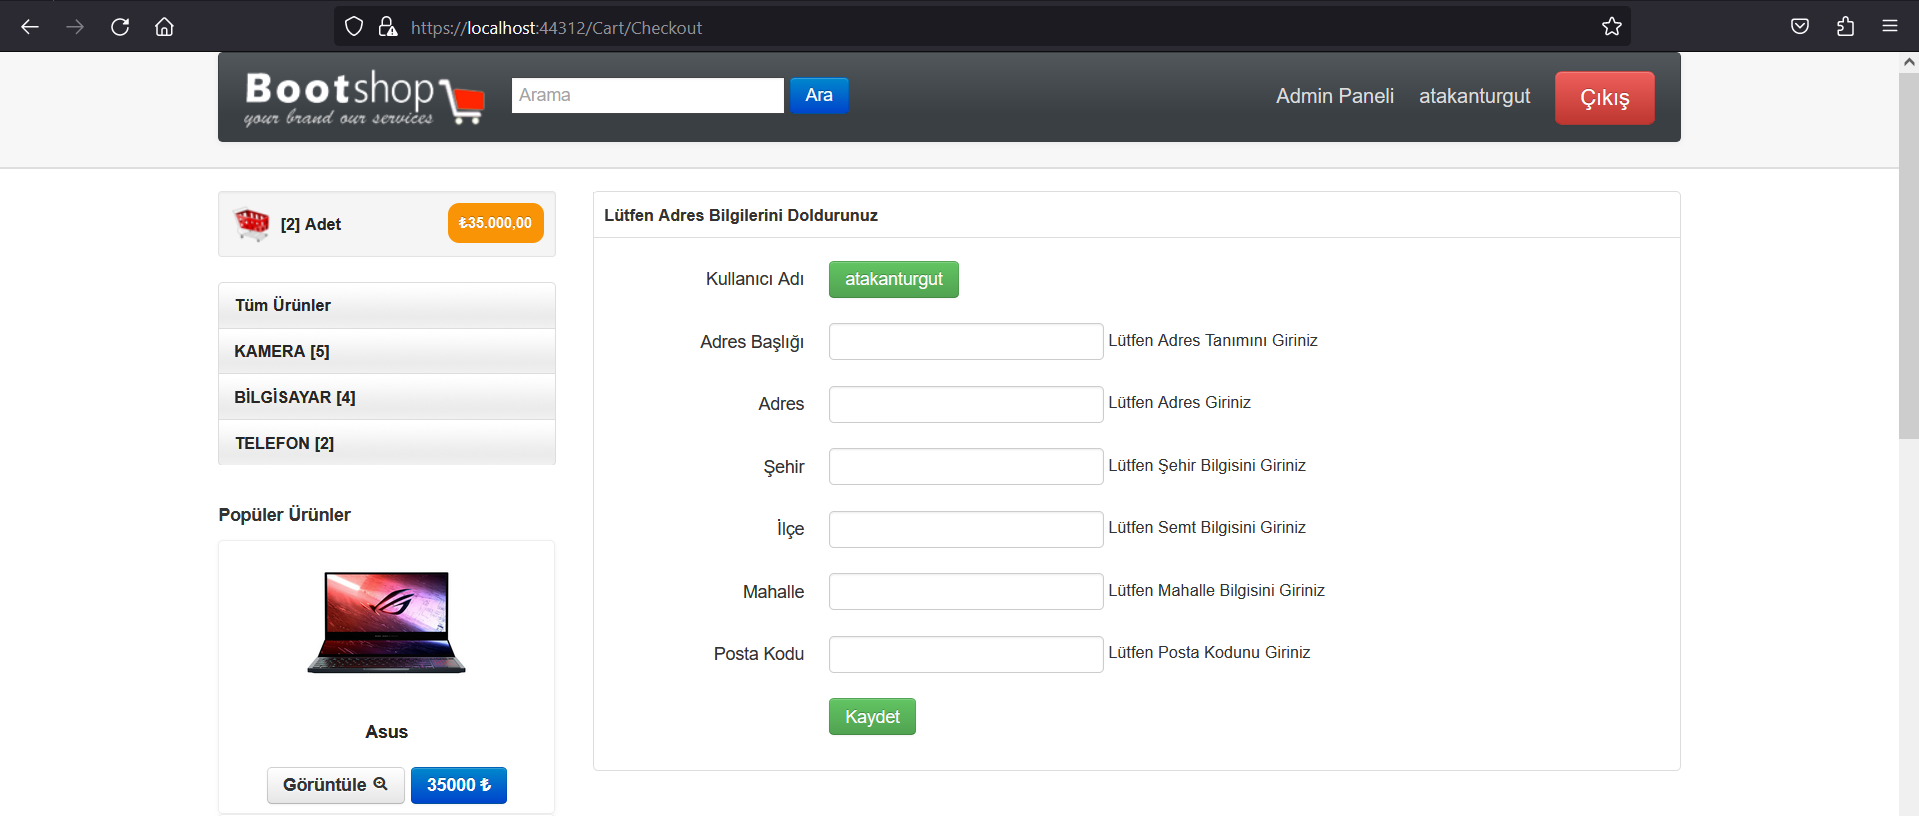 https://localhost:44312/Cart/Checkout
Bootshop
your brand our services
Arama
Ara
Admin Paneli
atakanturgut
Çıkış
[2] Adet
₺35.000,00
Tüm Ürünler
KAMERA [5]
BİLGİSAYAR [4]
TELEFON [2]
Popüler Ürünler
Asus
Görüntüle
35000 ₺
Lütfen Adres Bilgilerini Doldurunuz
Kullanıcı Adı atakanturgut
Adres Başlığı Lütfen Adres Tanımını Giriniz
Adres Lütfen Adres Giriniz
Şehir Lütfen Şehir Bilgisini Giriniz
İlçe Lütfen Semt Bilgisini Giriniz
Mahalle Lütfen Mahalle Bilgisini Giriniz
Posta Kodu Lütfen Posta Kodunu Giriniz
Kaydet